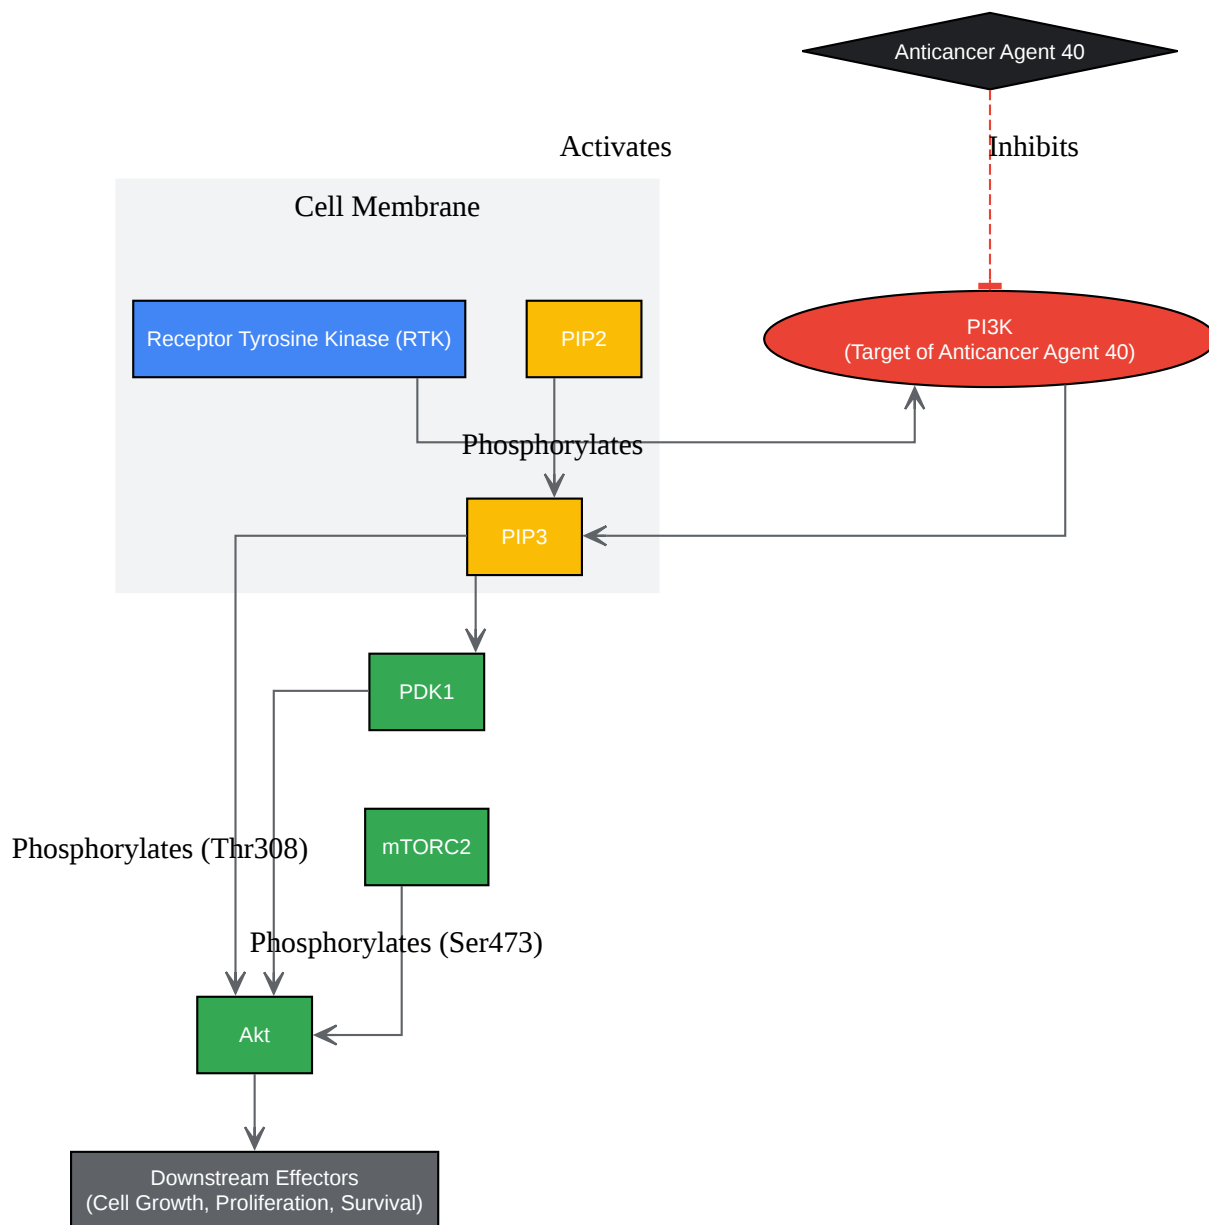 Anticancer Agent 40
Activates
Inhibits
Cell Membrane
Receptor Tyrosine Kinase (RTK)
PIP2
PI3K
(Target of Anticancer Agent 40)
Phosphorylates
PIP3
PDK1
mTORC2
Phosphorylates (Thr308)
Phosphorylates (Ser473)
Akt
Downstream Effectors
(Cell Growth, Proliferation, Survival)